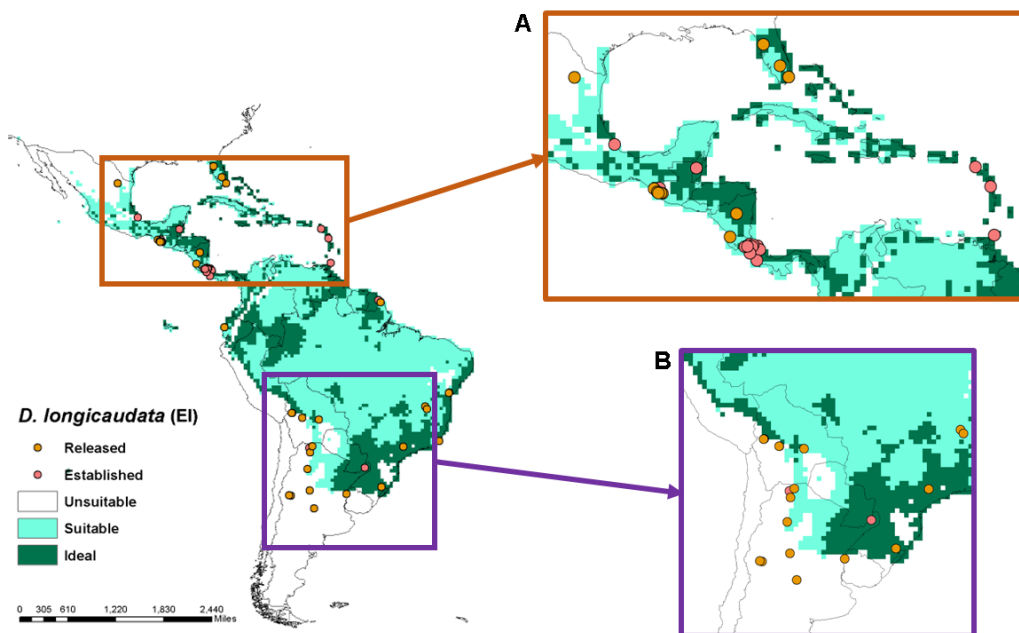 A
B
D. longicaudata (EI)
Released
Established
Unsuitable
Suitable
Ideal
0 305 610 1,220 1,830 2,440
Miles